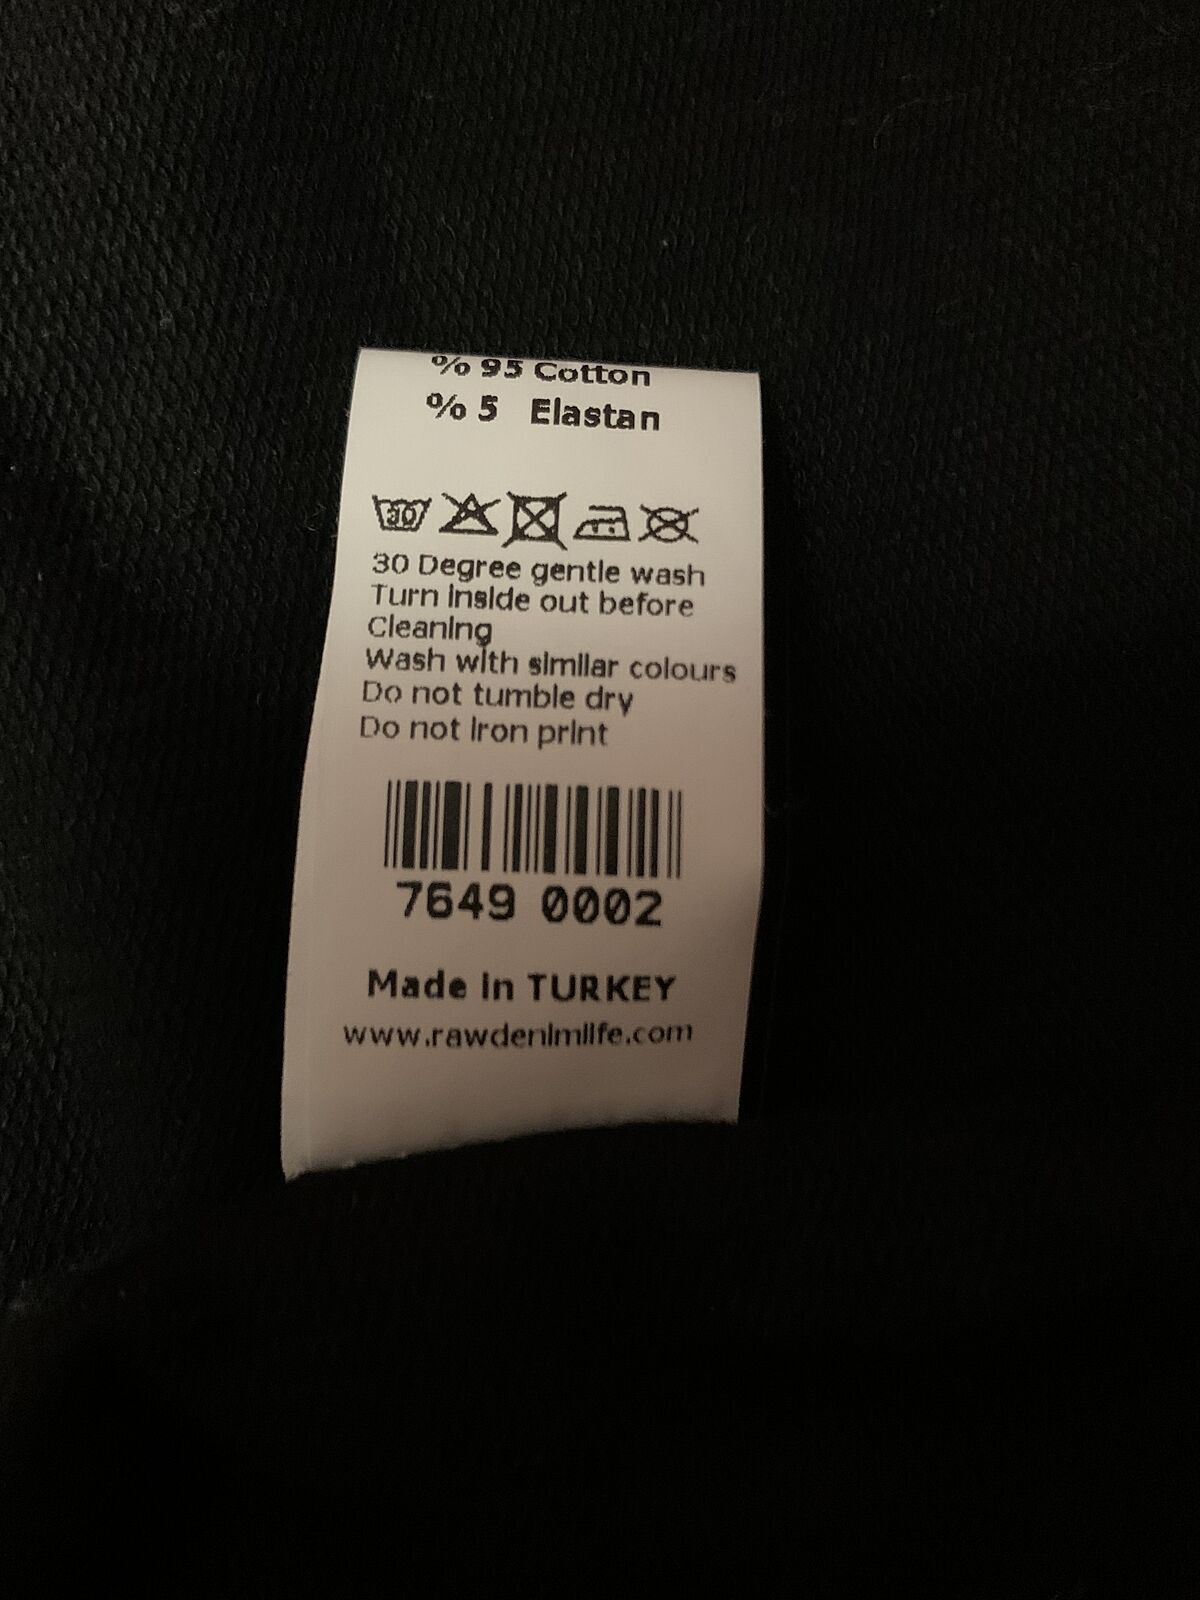 % 95 Cotton
% 5 Elastan
30
30 Degree gentle wash
Turn inside out before
Cleaning
Wash with similar colours
Do not tumble dry
Do not iron print
7649 0002
Made in TURKEY
www.rawdenimlife.com